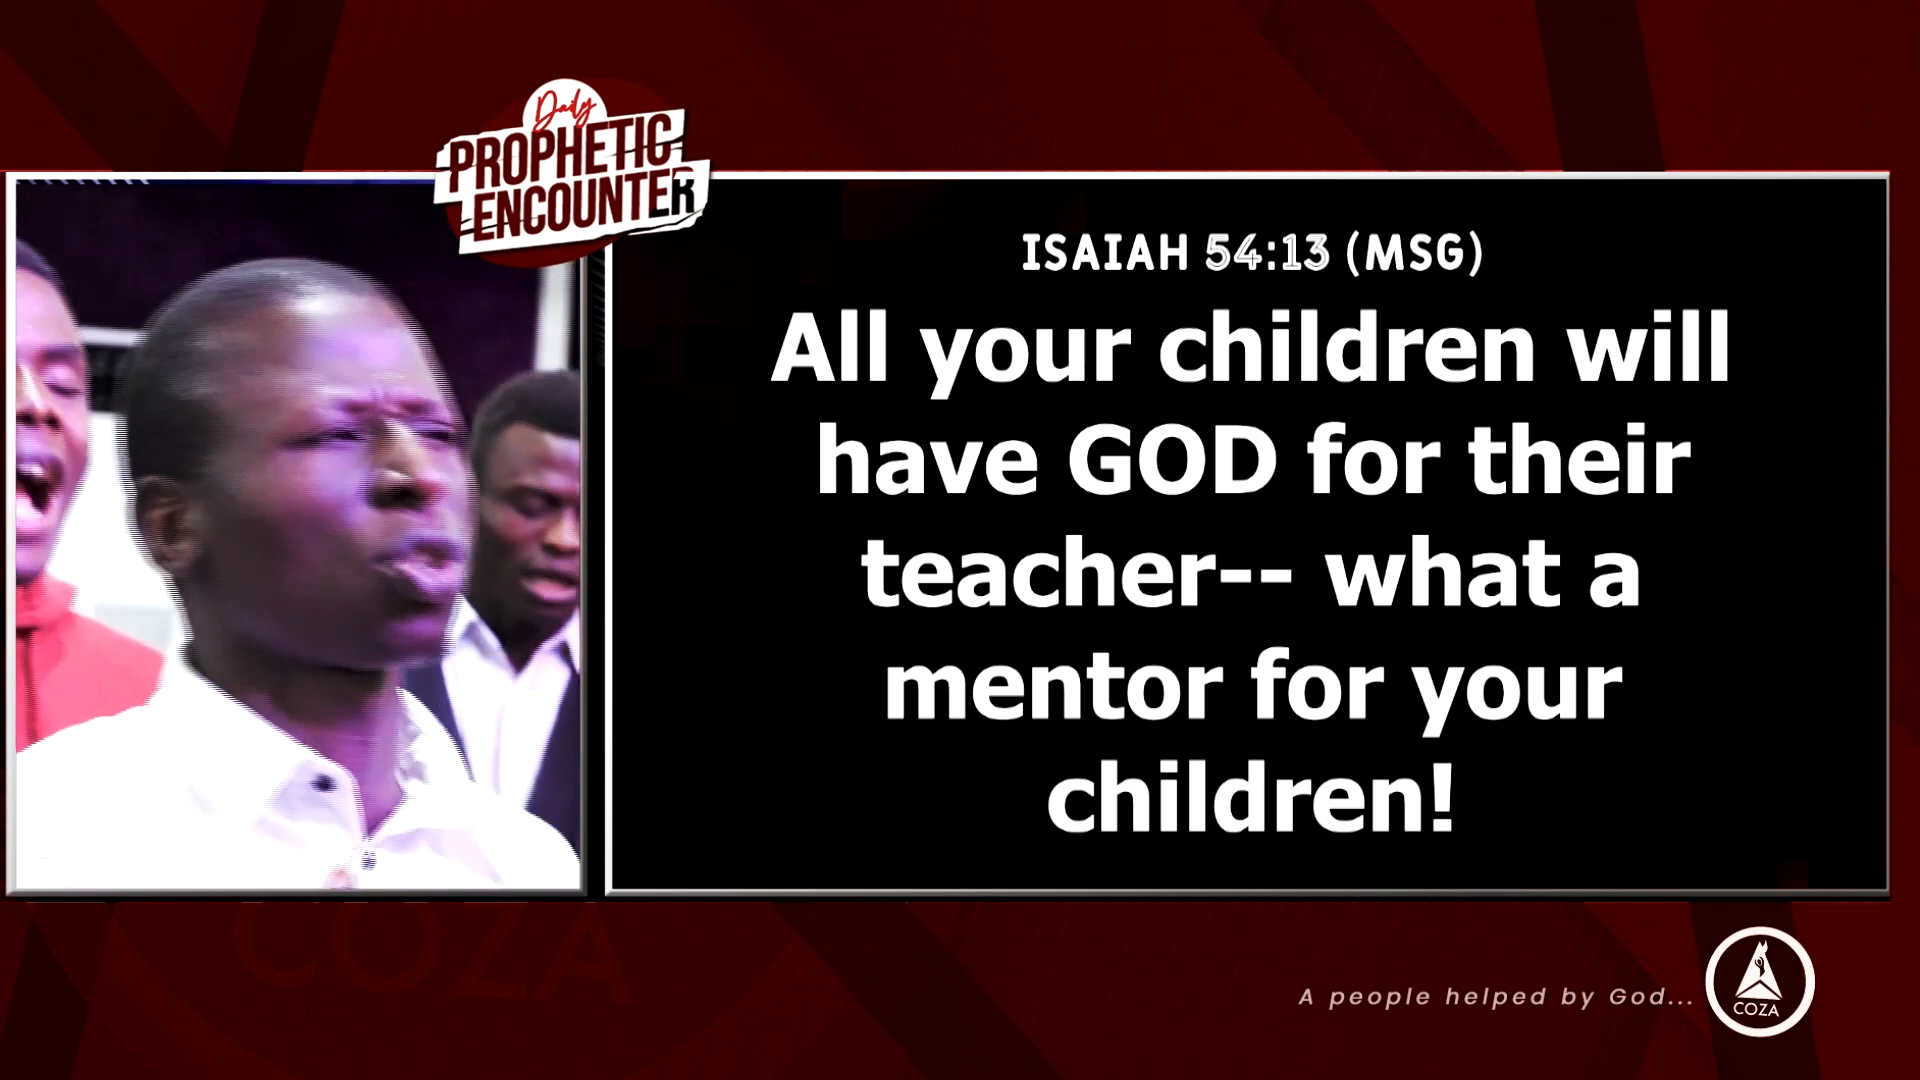 Daily
PROPHETIC
ENCOUNTER
ISAIAH 54:13 (MSG)
All your children will
have GOD for their
teacher-- what a
mentor for your
children!
COZA
A people helped by God...
COZA